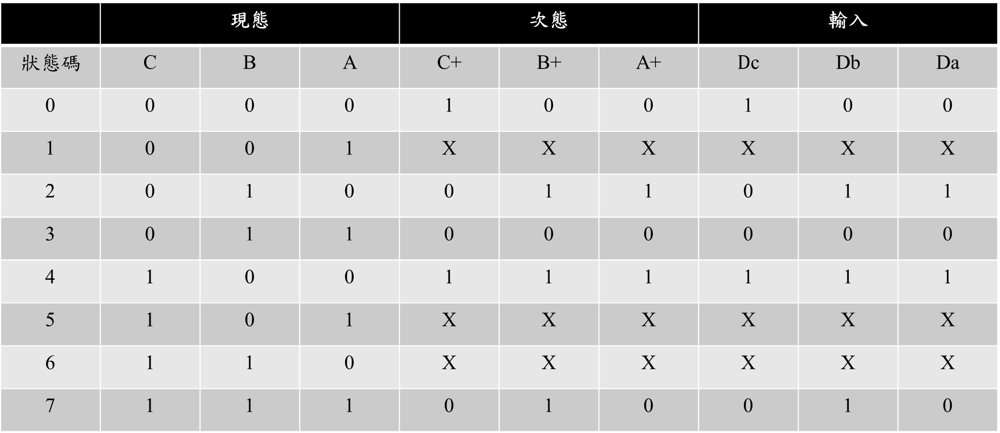 現態 次態 輸入
狀態碼 C B A C+ B+ A+ Dc Db Da
0 0 0 0 1 0 0 1 0 0
1 0 0 1 X X X X X X
2 0 1 0 0 1 1 0 1 1
3 0 1 1 0 0 0 0 0 0
4 1 0 0 1 1 1 1 1 1
5 1 0 1 X X X X X X
6 1 1 0 X X X X X X
7 1 1 1 0 1 0 0 1 0